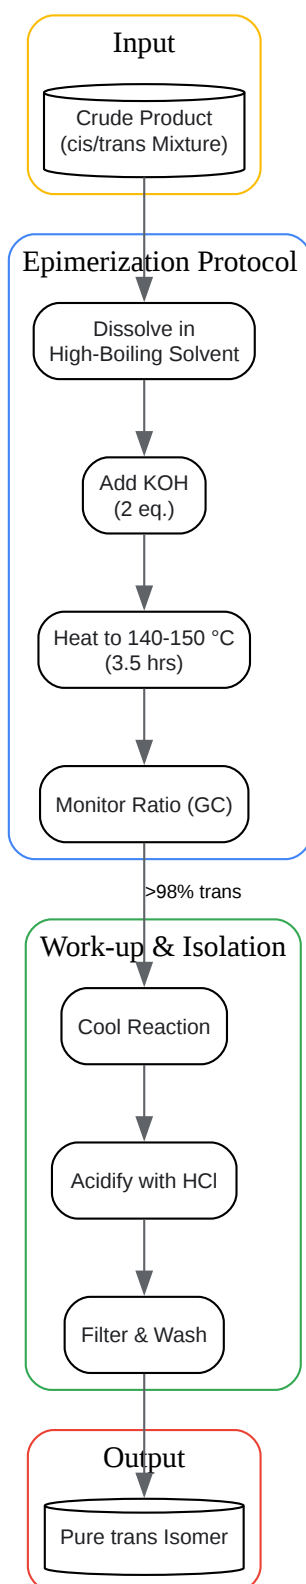 Input
Crude Product
(cis/trans Mixture)
Epimerization Protocol
Dissolve in
High-Boiling Solvent
Add KOH
(2 eq.)
Heat to 140-150 °C
(3.5 hrs)
Monitor Ratio (GC)
>98% trans
Work-up & Isolation
Cool Reaction
Acidify with HCl
Filter & Wash
Output
Pure trans Isomer